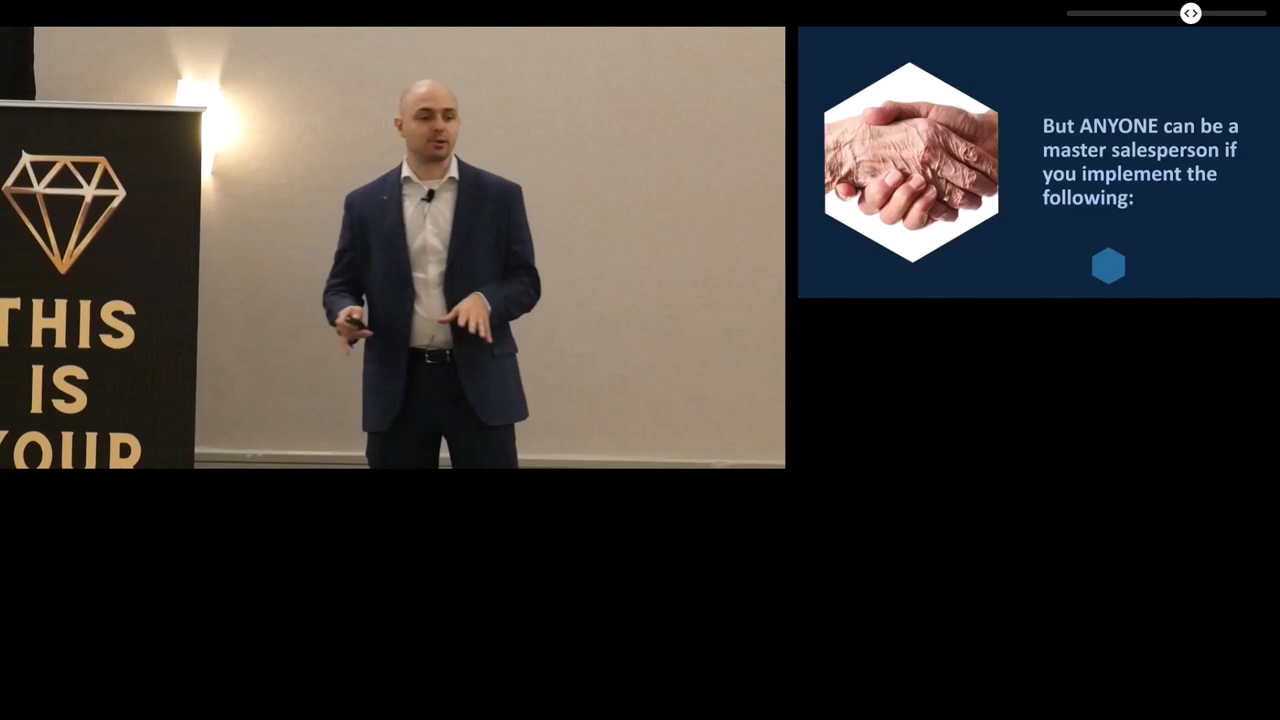 THIS
IS
YOUR
But ANYONE can be a
master salesperson if
you implement the
following: